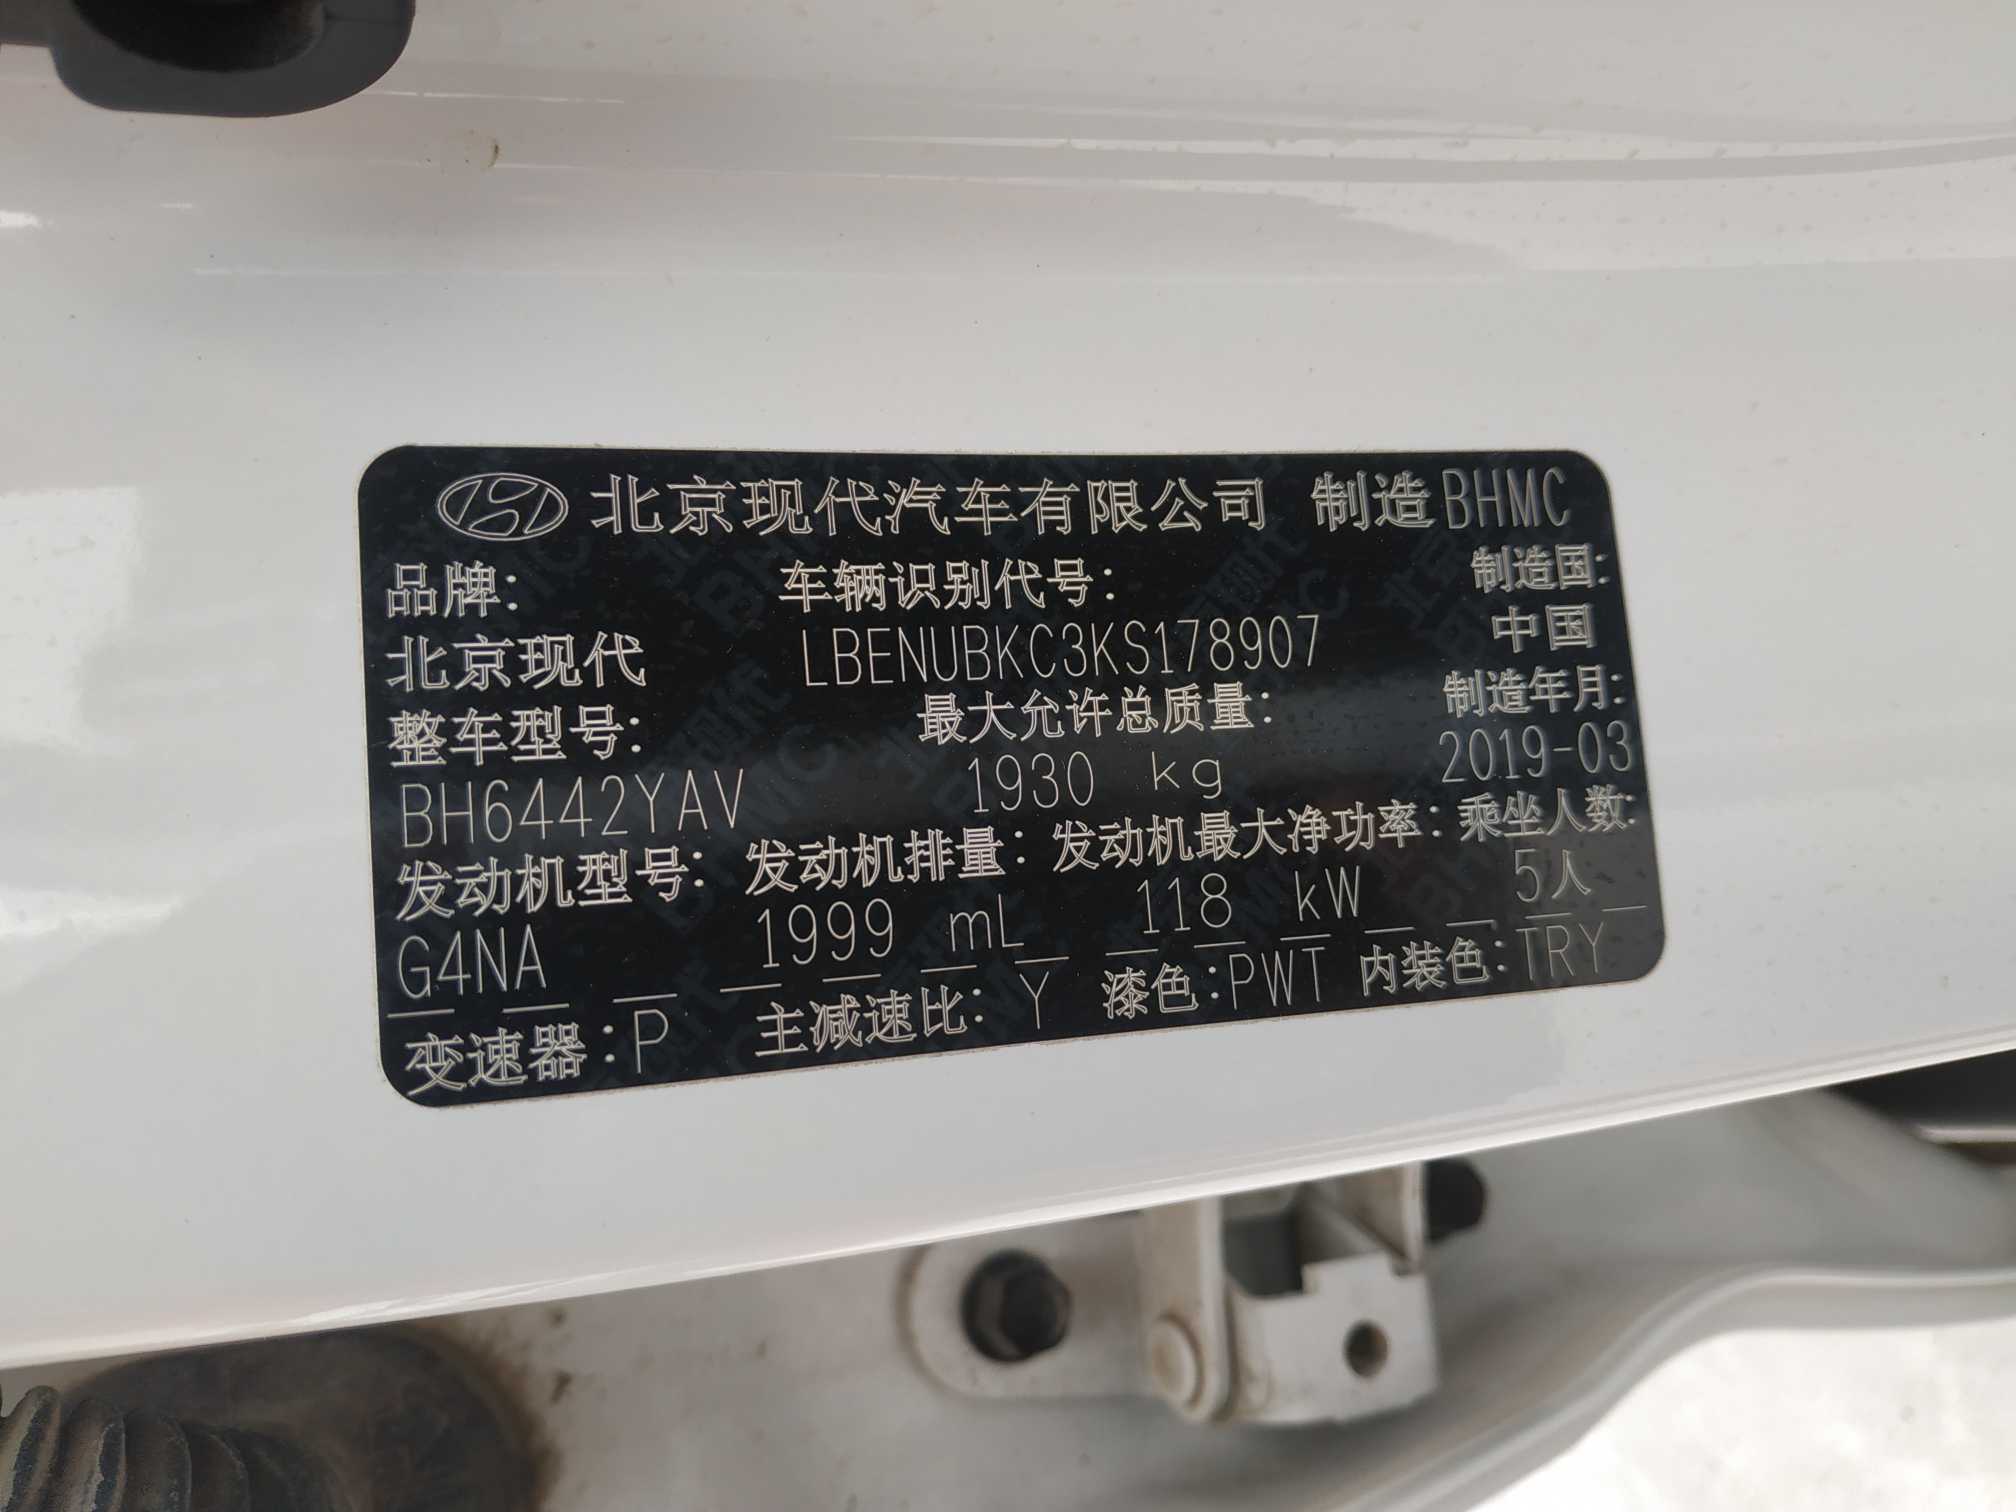 北京现代汽车有限公司 制造 BHMC
品牌: 车辆识别代号: 制造国:
北京现代 LBENUBKC3KS178907 中国
整车型号: 最大允许总质量: 制造年月:
BH6442YAV 1930 kg 2019-03
发动机型号: 发动机排量: 发动机最大净功率: 乘坐人数:
G4NA 1999 mL 118 kW 5人
变速器:P 主减速比: Y 漆色:PWT 内装色:TRY